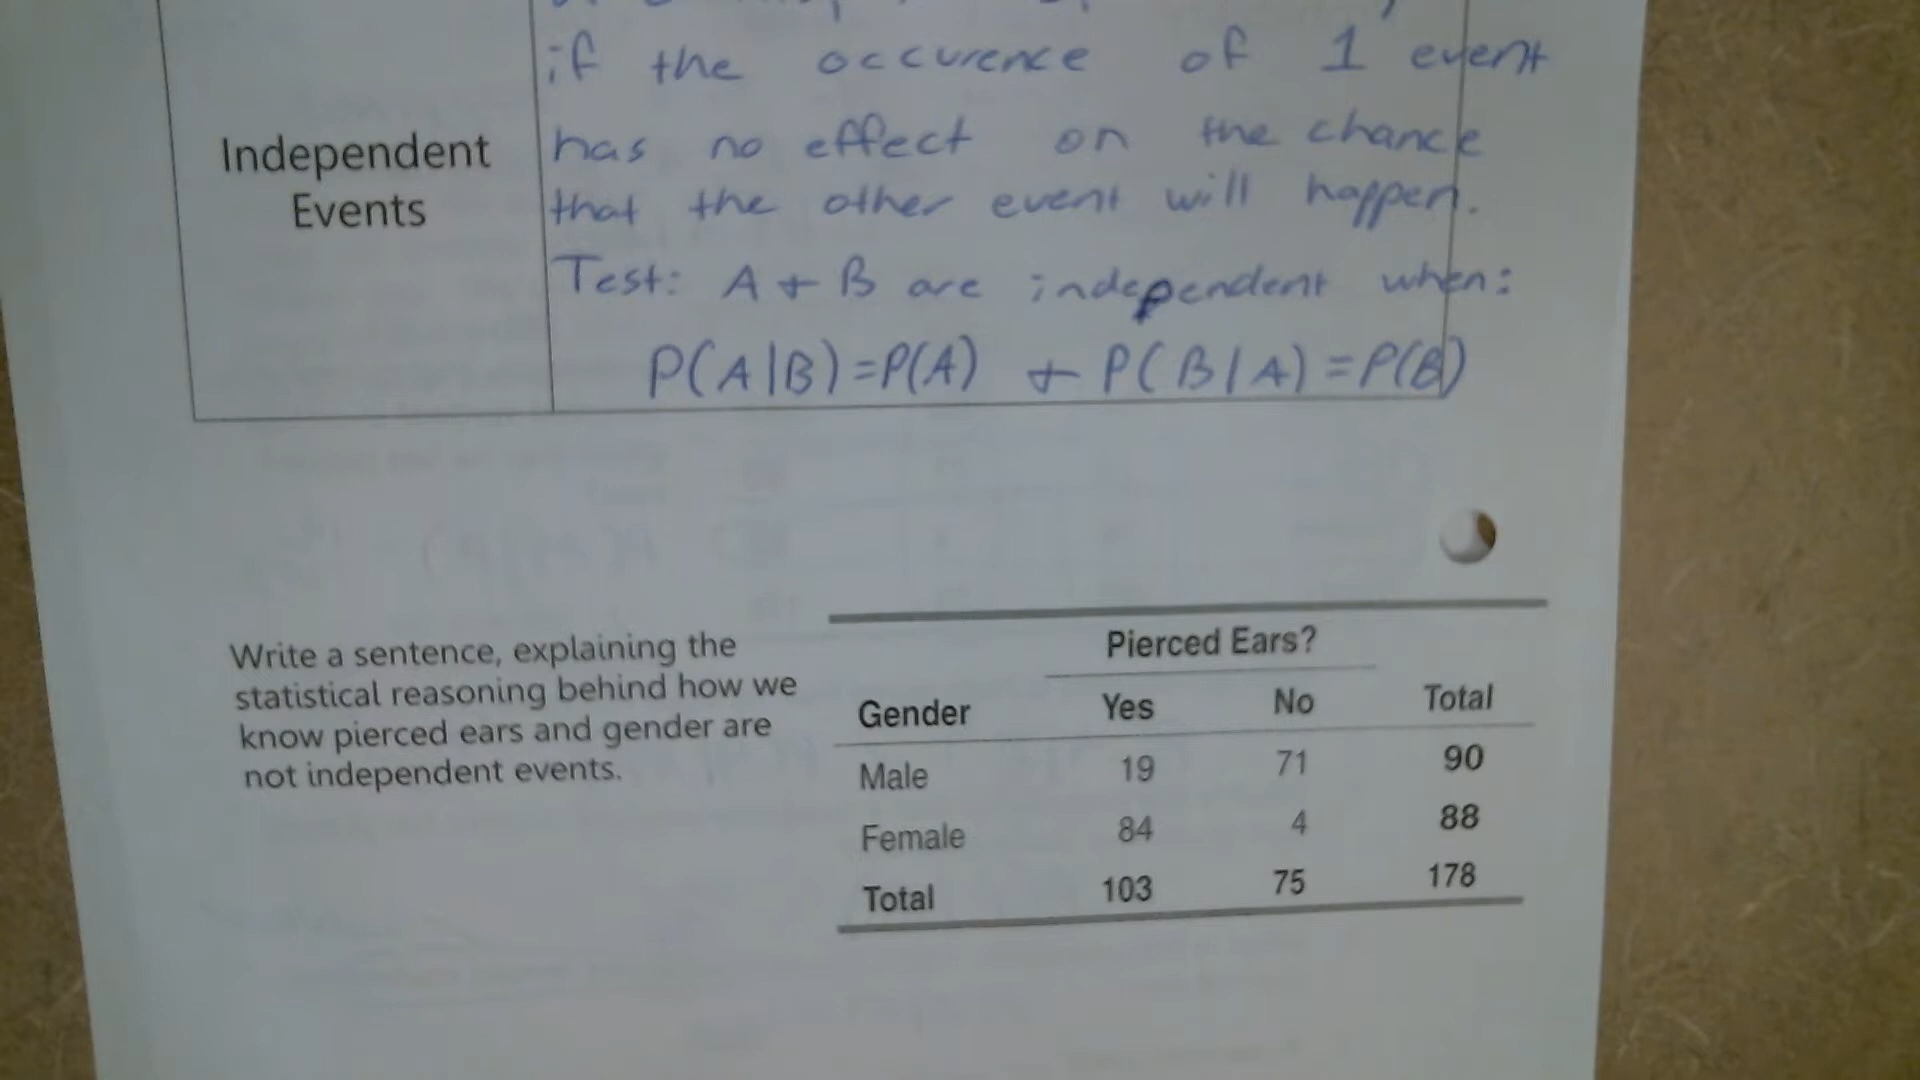 if the occurence of 1 event
has no effect on the chance
that the other event will happen.
Independent
Events
Test: A + B are independent when:
P(A|B)=P(A) + P(B|A)=P(B)
Write a sentence, explaining the
statistical reasoning behind how we
know pierced ears and gender are
not independent events.
Pierced Ears?
Gender Yes No Total
Male 19 71 90
Female 84 4 88
Total 103 75 178